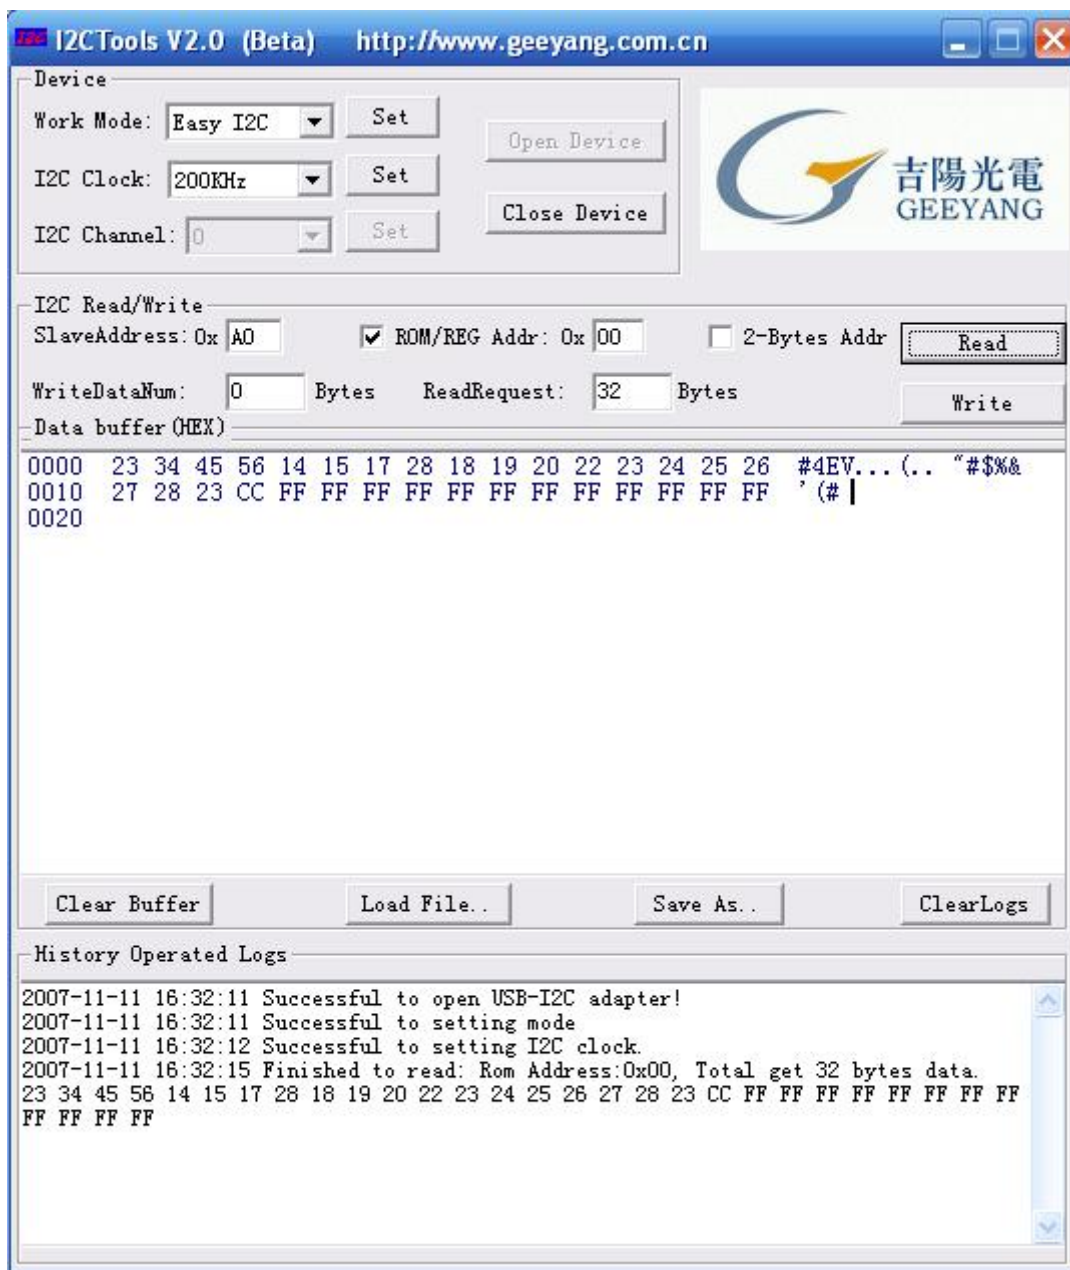 I2C I2CTools V2.0 (Beta) http://www.geeyang.com.cn
Device
Work Mode: Easy I2C Set
Open Device
I2C Clock: 200KHz Set
Close Device
I2C Channel: 0 Set
吉陽光電
GEEYANG
I2C Read/Write
SlaveAddress: 0x A0 ROM/REG Addr: 0x 00 2-Bytes Addr Read
WriteDataNum: 0 Bytes ReadRequest: 32 Bytes Write
Data buffer(HEX)
0000 23 34 45 56 14 15 17 28 18 19 20 22 23 24 25 26 #4EV...(.. "#$%&
0010 27 28 23 CC FF FF FF FF FF FF FF FF FF FF FF FF '(#
0020
Clear Buffer Load File.. Save As.. ClearLogs
History Operated Logs
2007-11-11 16:32:11 Successful to open USB-I2C adapter!
2007-11-11 16:32:11 Successful to setting mode
2007-11-11 16:32:12 Successful to setting I2C clock.
2007-11-11 16:32:15 Finished to read: Rom Address:0x00, Total get 32 bytes data.
23 34 45 56 14 15 17 28 18 19 20 22 23 24 25 26 27 28 23 CC FF FF FF FF FF FF FF FF
FF FF FF FF